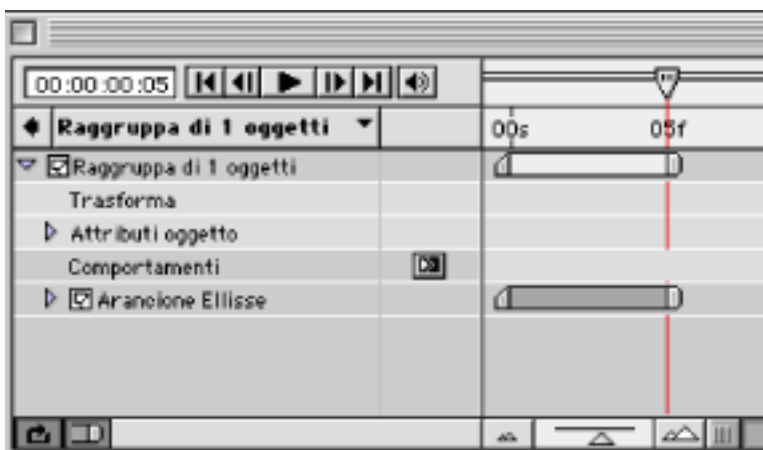 00:00:00:05
Raggruppa di 1 oggetti
00s 05f
Raggruppa di 1 oggetti
Trasforma
Attributi oggetto
Comportamenti
Arancione Ellisse